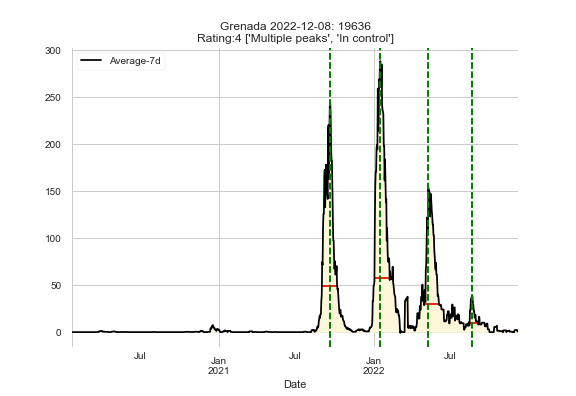 Grenada 2022-12-08: 19636
Rating:4 ['Multiple peaks', 'In control']
Average-7d
300
250
200
150
100
50
0
Jul
Jan
2021
Jul
Jan
2022
Jul
Date